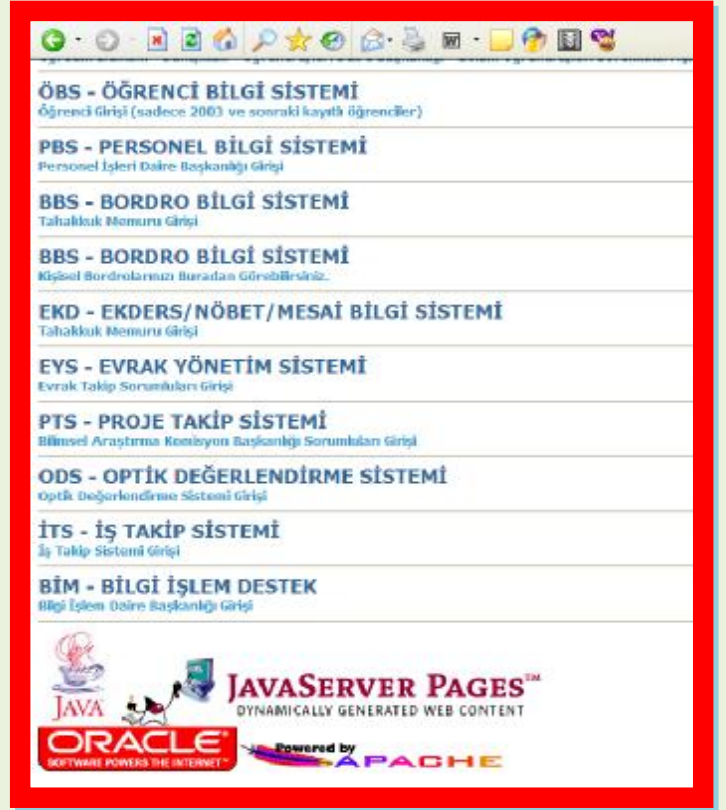 ÖBS - ÖĞRENCİ BİLGİ SİSTEMİ
Öğrenci Girişi (sadece 2003 ve sonraki kayıtlı öğrenciler)
PBS - PERSONEL BİLGİ SİSTEMİ
Personel İşleri Daire Başkanlığı Girişi
BBS - BORDRO BİLGİ SİSTEMİ
Tahakkuk Memuru Girişi
BBS - BORDRO BİLGİ SİSTEMİ
Kişisel Bordrolarınızı Buradan Görebilirsiniz.
EKD - EKDERS/NÖBET/MESAİ BİLGİ SİSTEMİ
Tahakkuk Memuru Girişi
EYS - EVRAK YÖNETİM SİSTEMİ
Evrak Takip Sorumluları Girişi
PTS - PROJE TAKİP SİSTEMİ
Bilimsel Araştırma Komisyon Başkanlığı Sorumluları Girişi
ODS - OPTİK DEĞERLENDİRME SİSTEMİ
Optik Değerlendirme Sistemi Girişi
İTS - İŞ TAKİP SİSTEMİ
İş Takip Sistemi Girişi
BİM - BİLGİ İŞLEM DESTEK
Bilgi İşlem Daire Başkanlığı Girişi
JAVA
JAVASERVER PAGES™
DYNAMICALLY GENERATED WEB CONTENT
ORACLE
SOFTWARE POWERS THE INTERNET™
Powered by
APACHE